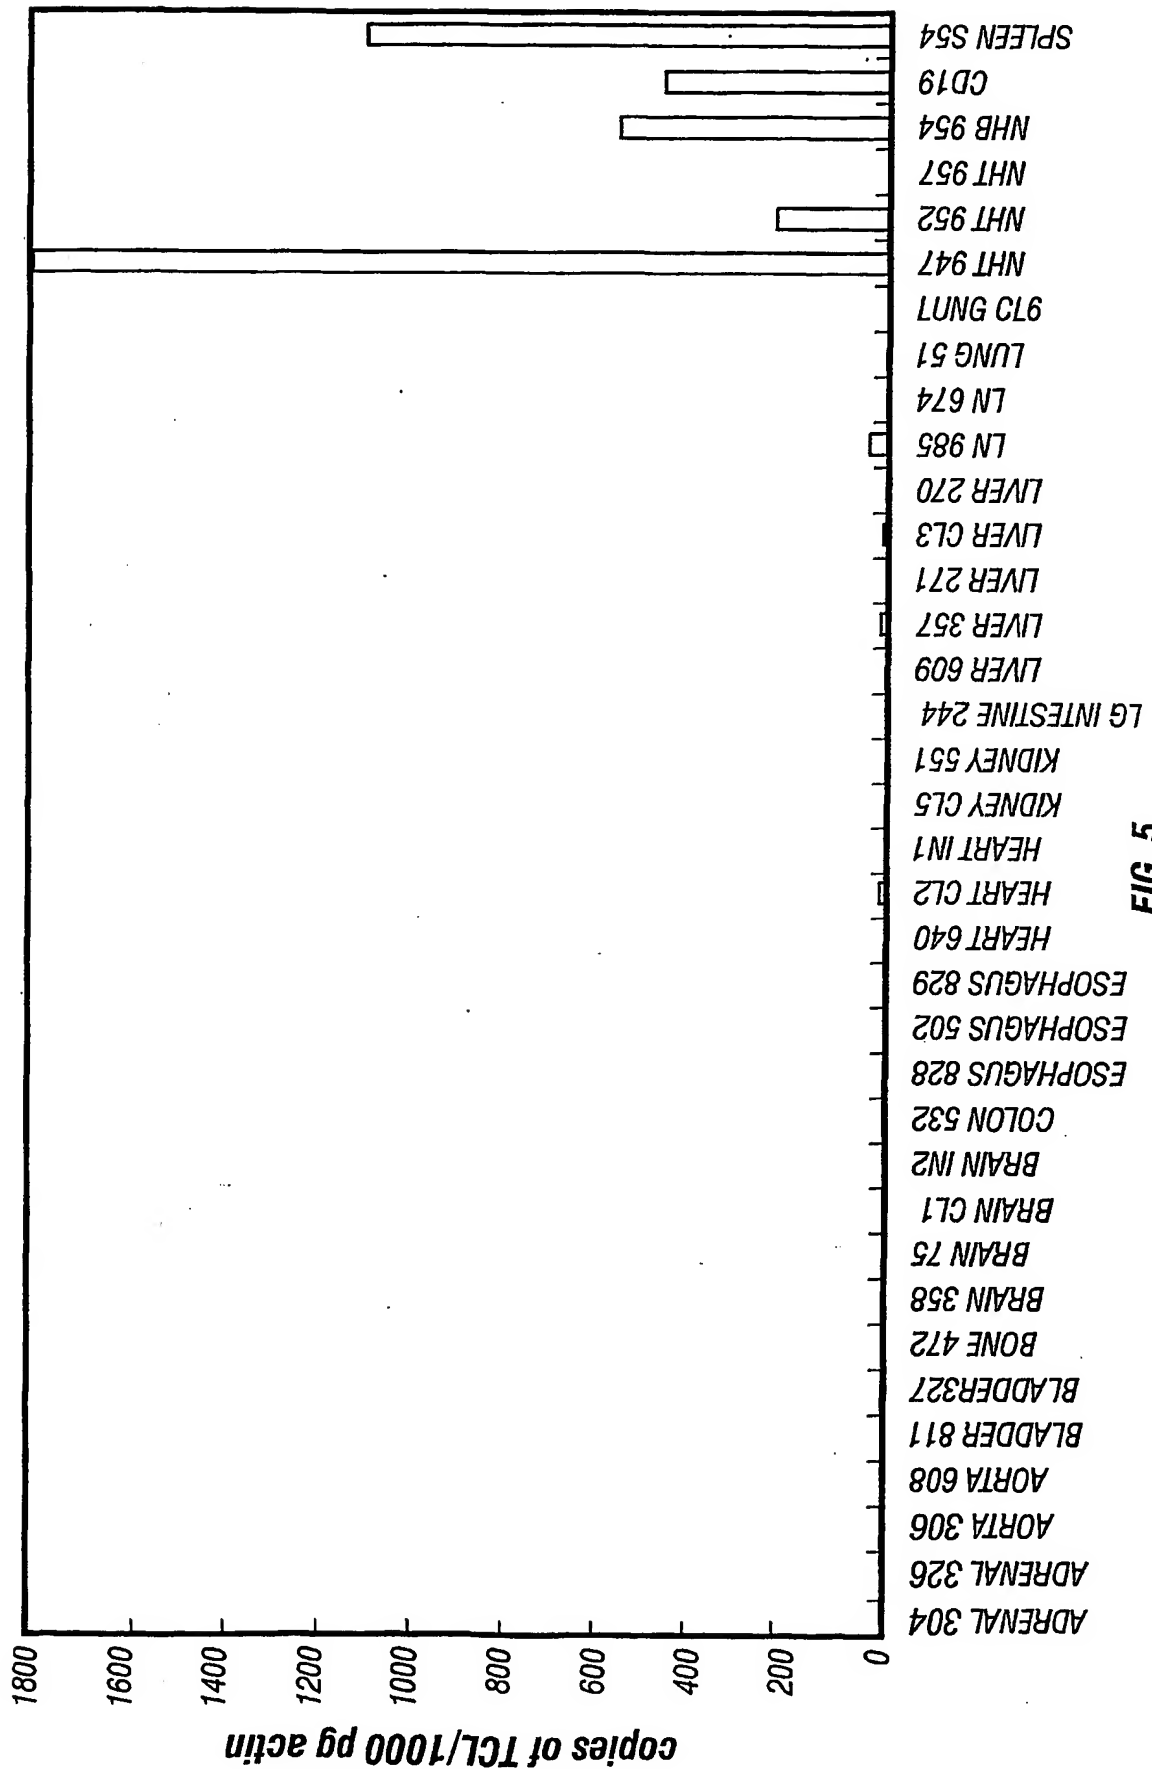 copies of TCL/1000 pg actin
1800
1600
1400
1200
1000
800
600
400
200
0
ADRENAL 304
ADRENAL 326
AORTA 306
AORTA 608
BLADDER 811
BLADDER327
BONE 472
BRAIN 358
BRAIN 75
BRAIN CL1
BRAIN IN2
COLON 532
ESOPHAGUS 828
ESOPHAGUS 502
ESOPHAGUS 829
HEART 640
HEART CL2
HEART IN1
KIDNEY CL5
KIDNEY 551
LG INTESTINE 244
LIVER 609
LIVER 357
LIVER 271
LIVER CL3
LIVER 270
LN 985
LN 674
LUNG 51
LUNG CL9
NHT 947
NHT 952
NHT 957
NHB 954
CD19
SPLEEN S54
FIG. 5